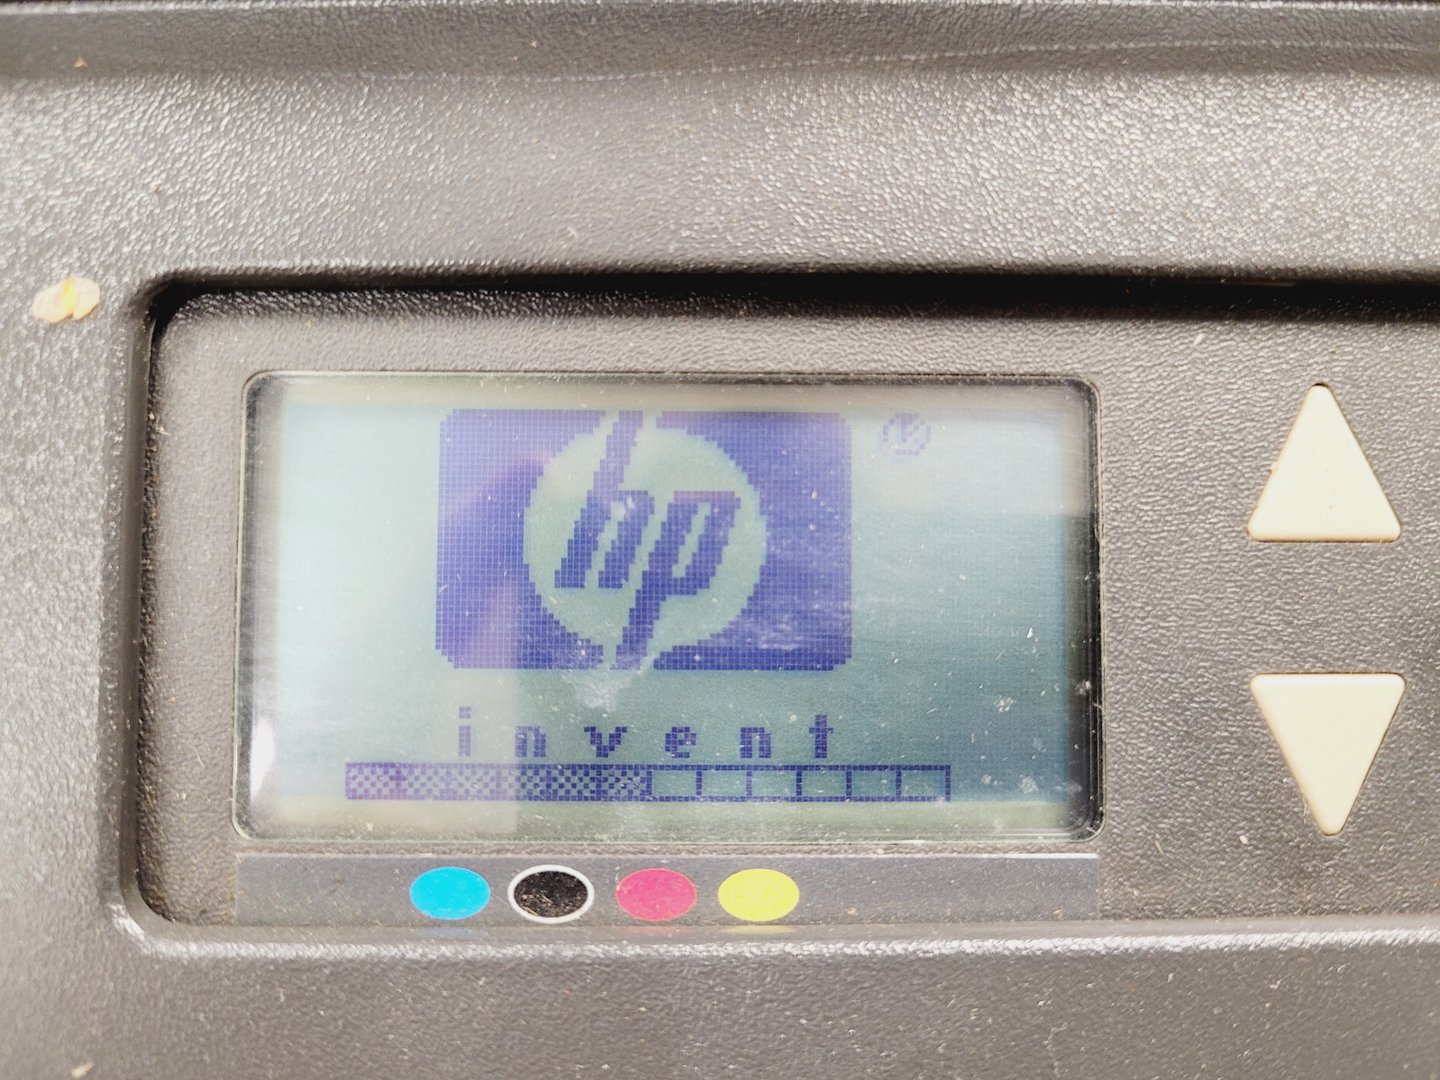 hp ®
invent